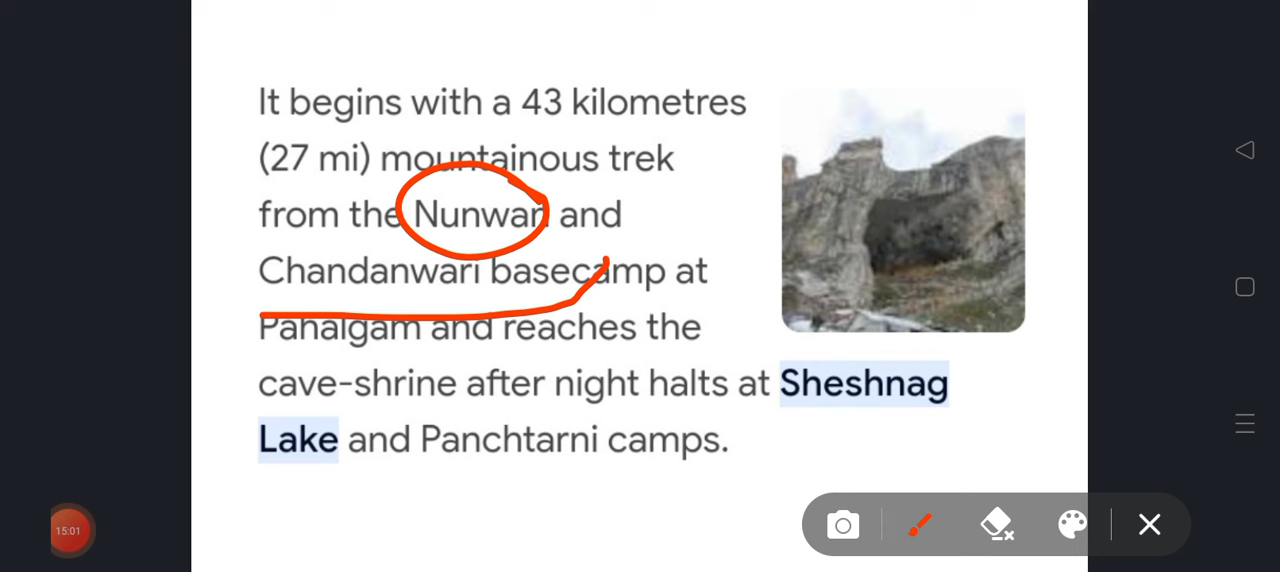 It begins with a 43 kilometres
(27 mi) mountainous trek
from the Nunwan and
Chandanwari basecamp at
Pahalgam and reaches the
cave-shrine after night halts at Sheshnag
Lake and Panchtarni camps.
15:01